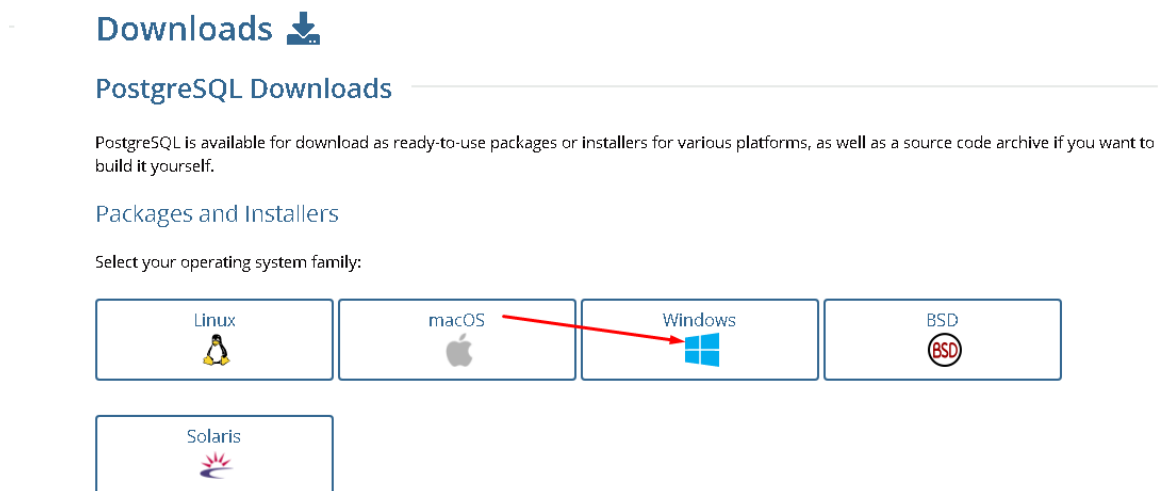 Downloads
PostgreSQL Downloads
PostgreSQL is available for download as ready-to-use packages or installers for various platforms, as well as a source code archive if you want to
build it yourself.
Packages and Installers
Select your operating system family:
Linux
macOS
Windows
BSD
BSD
Solaris